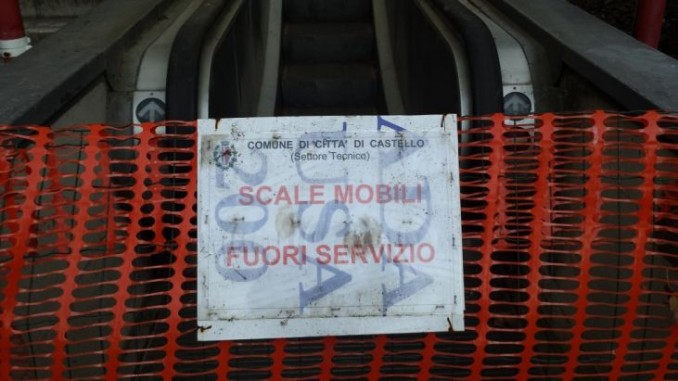 COMUNE DI CITTA' DI CASTELLO
(Settore Tecnico)
SCALE MOBILI
FUORI SERVIZIO